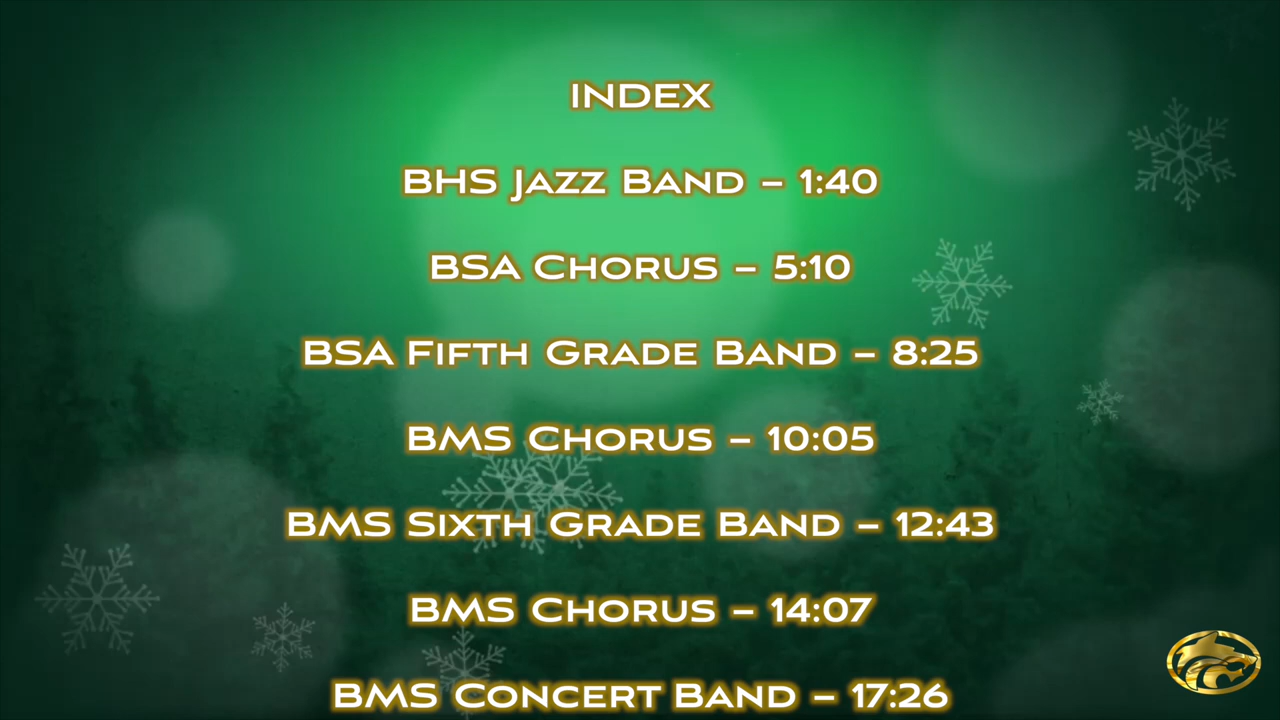 INDEX
BHS Jazz Band – 1:40
BSA Chorus – 5:10
BSA Fifth Grade Band – 8:25
BMS Chorus – 10:05
BMS Sixth Grade Band – 12:43
BMS Chorus – 14:07
BMS Concert Band – 17:26